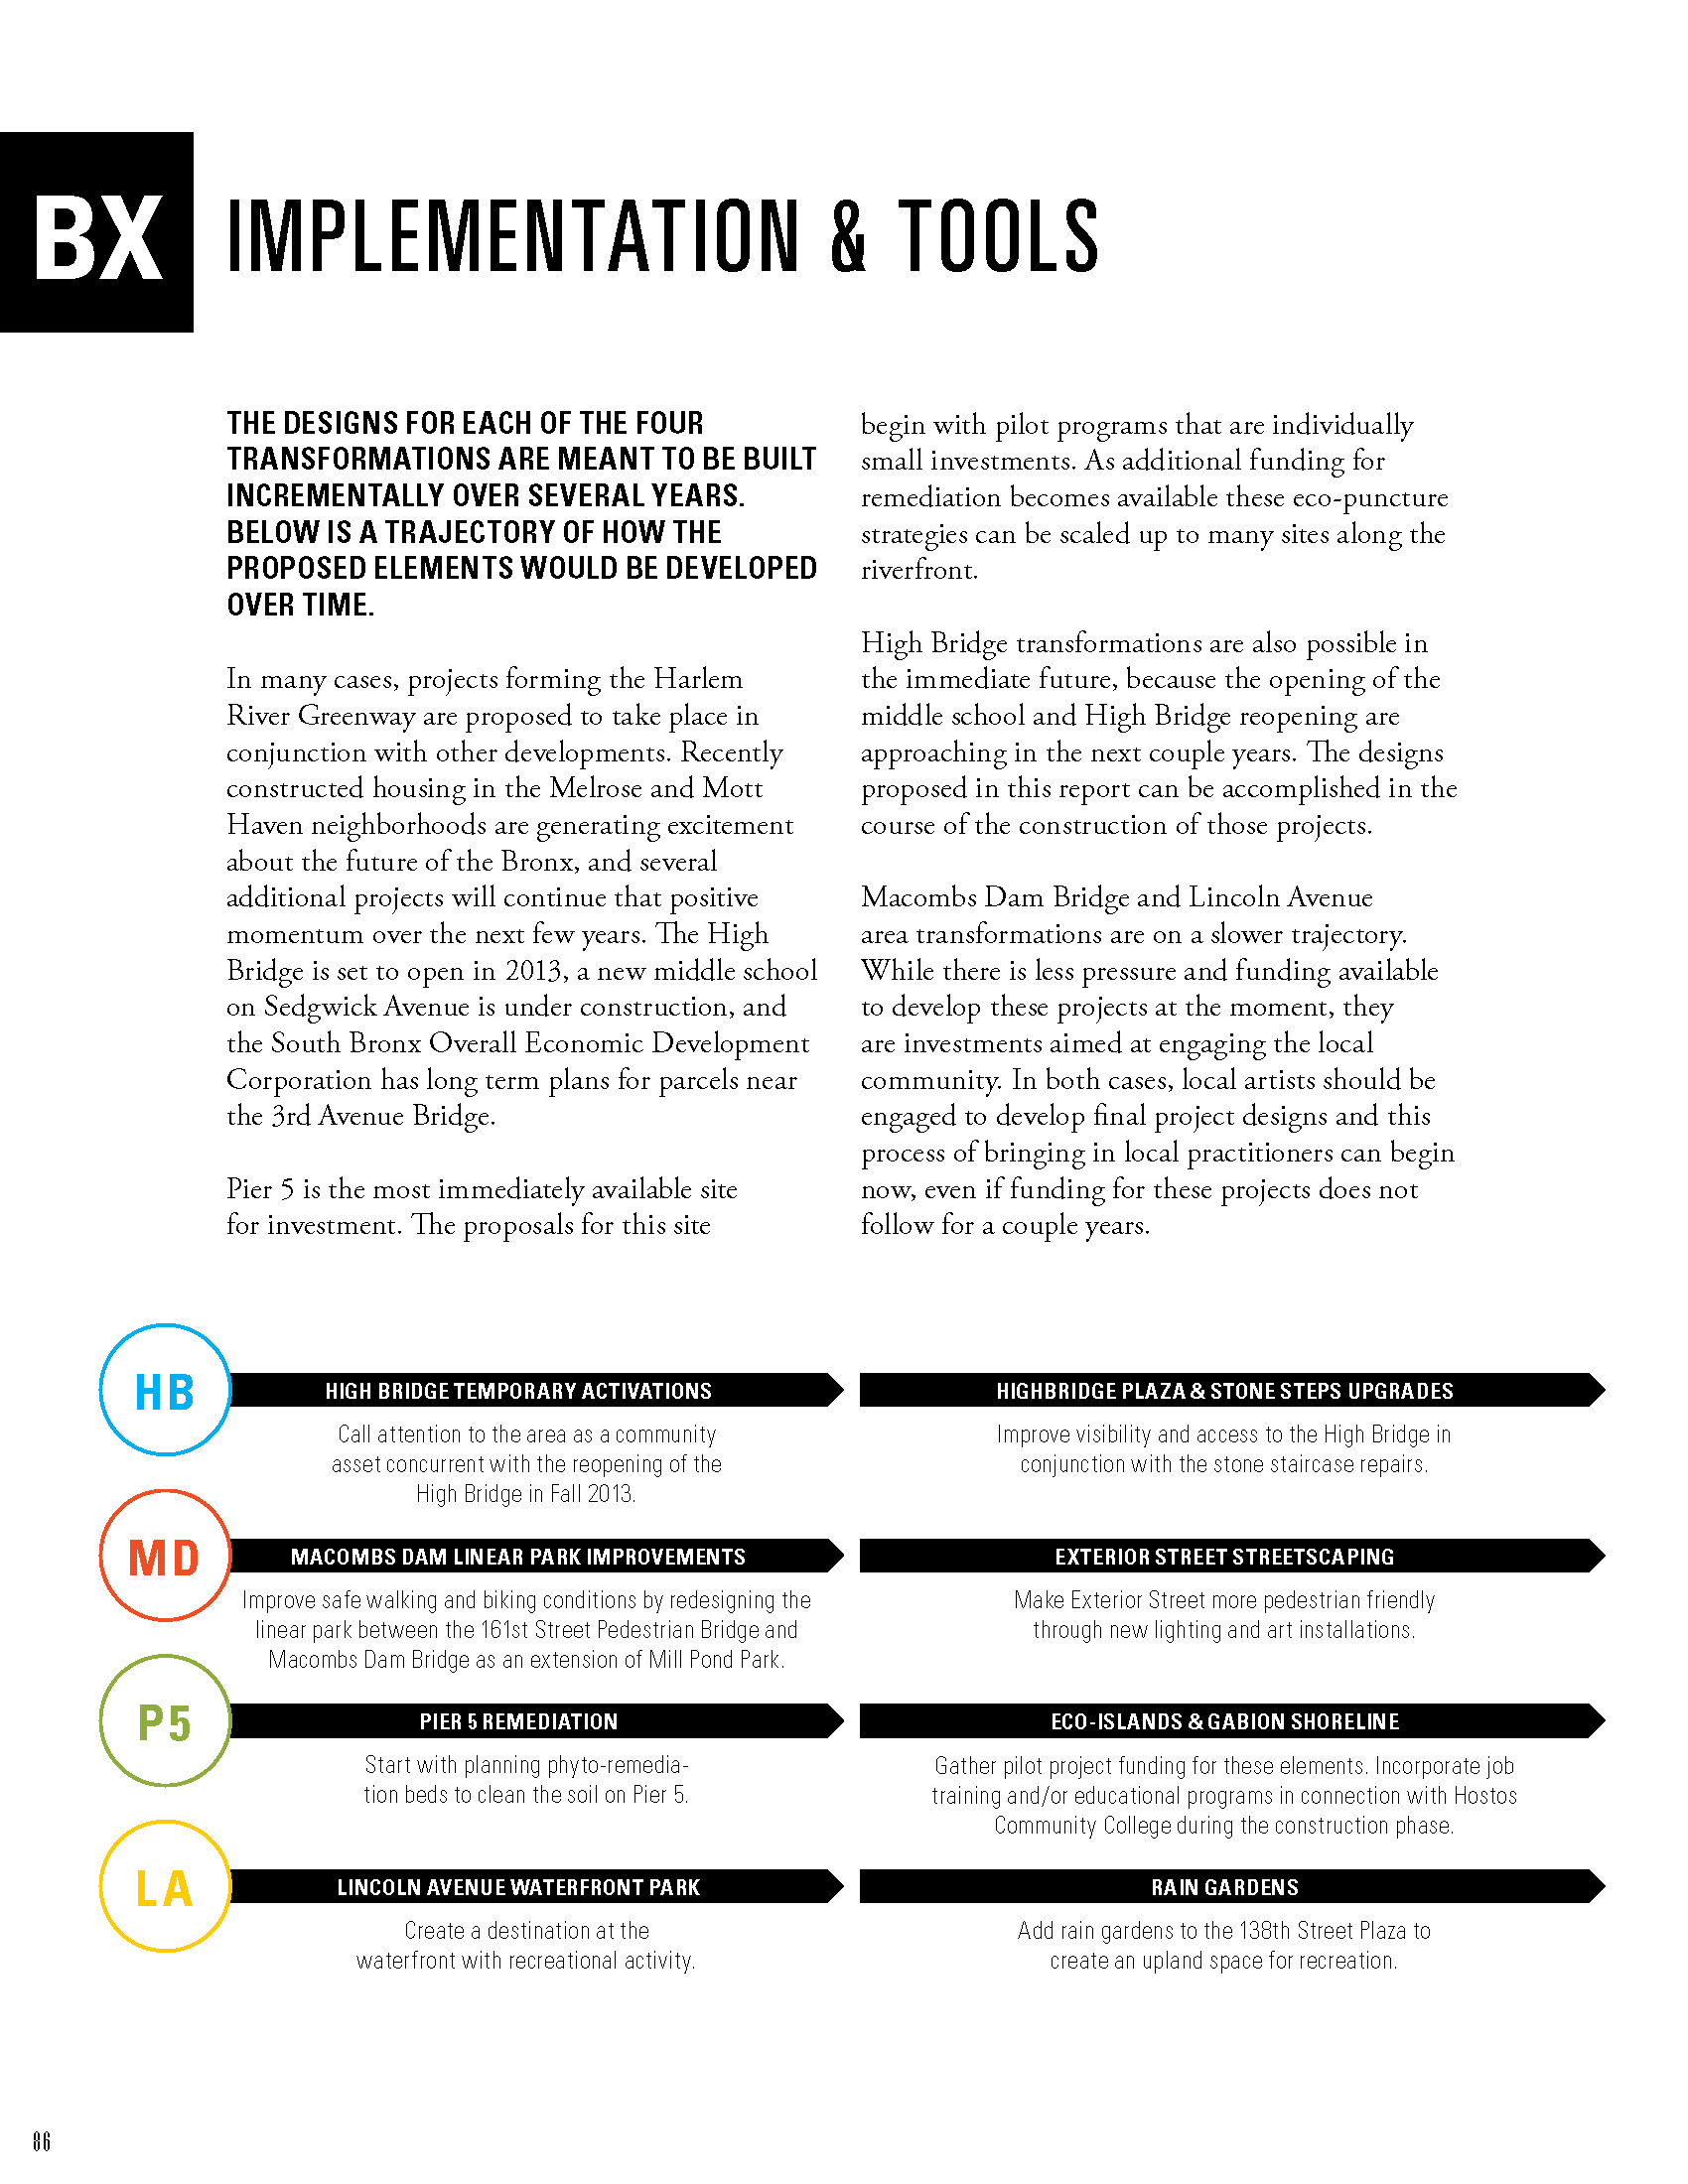 BX
IMPLEMENTATION & TOOLS
THE DESIGNS FOR EACH OF THE FOUR
TRANSFORMATIONS ARE MEANT TO BE BUILT
INCREMENTALLY OVER SEVERAL YEARS.
BELOW IS A TRAJECTORY OF HOW THE
PROPOSED ELEMENTS WOULD BE DEVELOPED
OVER TIME.
In many cases, projects forming the Harlem
River Greenway are proposed to take place in
conjunction with other developments. Recently
constructed housing in the Melrose and Mott
Haven neighborhoods are generating excitement
about the future of the Bronx, and several
additional projects will continue that positive
momentum over the next few years. The High
Bridge is set to open in 2013, a new middle school
on Sedgwick Avenue is under construction, and
the South Bronx Overall Economic Development
Corporation has long term plans for parcels near
the 3rd Avenue Bridge.
Pier 5 is the most immediately available site
for investment. The proposals for this site
begin with pilot programs that are individually
small investments. As additional funding for
remediation becomes available these eco-puncture
strategies can be scaled up to many sites along the
riverfront.
High Bridge transformations are also possible in
the immediate future, because the opening of the
middle school and High Bridge reopening are
approaching in the next couple years. The designs
proposed in this report can be accomplished in the
course of the construction of those projects.
Macombs Dam Bridge and Lincoln Avenue
area transformations are on a slower trajectory.
While there is less pressure and funding available
to develop these projects at the moment, they
are investments aimed at engaging the local
community. In both cases, local artists should be
engaged to develop final project designs and this
process of bringing in local practitioners can begin
now, even if funding for these projects does not
follow for a couple years.
HB
HIGH BRIDGE TEMPORARY ACTIVATIONS
Call attention to the area as a community
asset concurrent with the reopening of the
High Bridge in Fall 2013.
HIGHBRIDGE PLAZA & STONE STEPS UPGRADES
Improve visibility and access to the High Bridge in
conjunction with the stone staircase repairs.
MD
MACOMBS DAM LINEAR PARK IMPROVEMENTS
Improve safe walking and biking conditions by redesigning the
linear park between the 161st Street Pedestrian Bridge and
Macombs Dam Bridge as an extension of Mill Pond Park.
EXTERIOR STREET STREETSCAPING
Make Exterior Street more pedestrian friendly
through new lighting and art installations.
P5
PIER 5 REMEDIATION
Start with planning phyto-remedia-
tion beds to clean the soil on Pier 5.
ECO-ISLANDS & GABION SHORELINE
Gather pilot project funding for these elements. Incorporate job
training and/or educational programs in connection with Hostos
Community College during the construction phase.
LA
LINCOLN AVENUE WATERFRONT PARK
Create a destination at the
waterfront with recreational activity.
RAIN GARDENS
Add rain gardens to the 138th Street Plaza to
create an upland space for recreation.
86